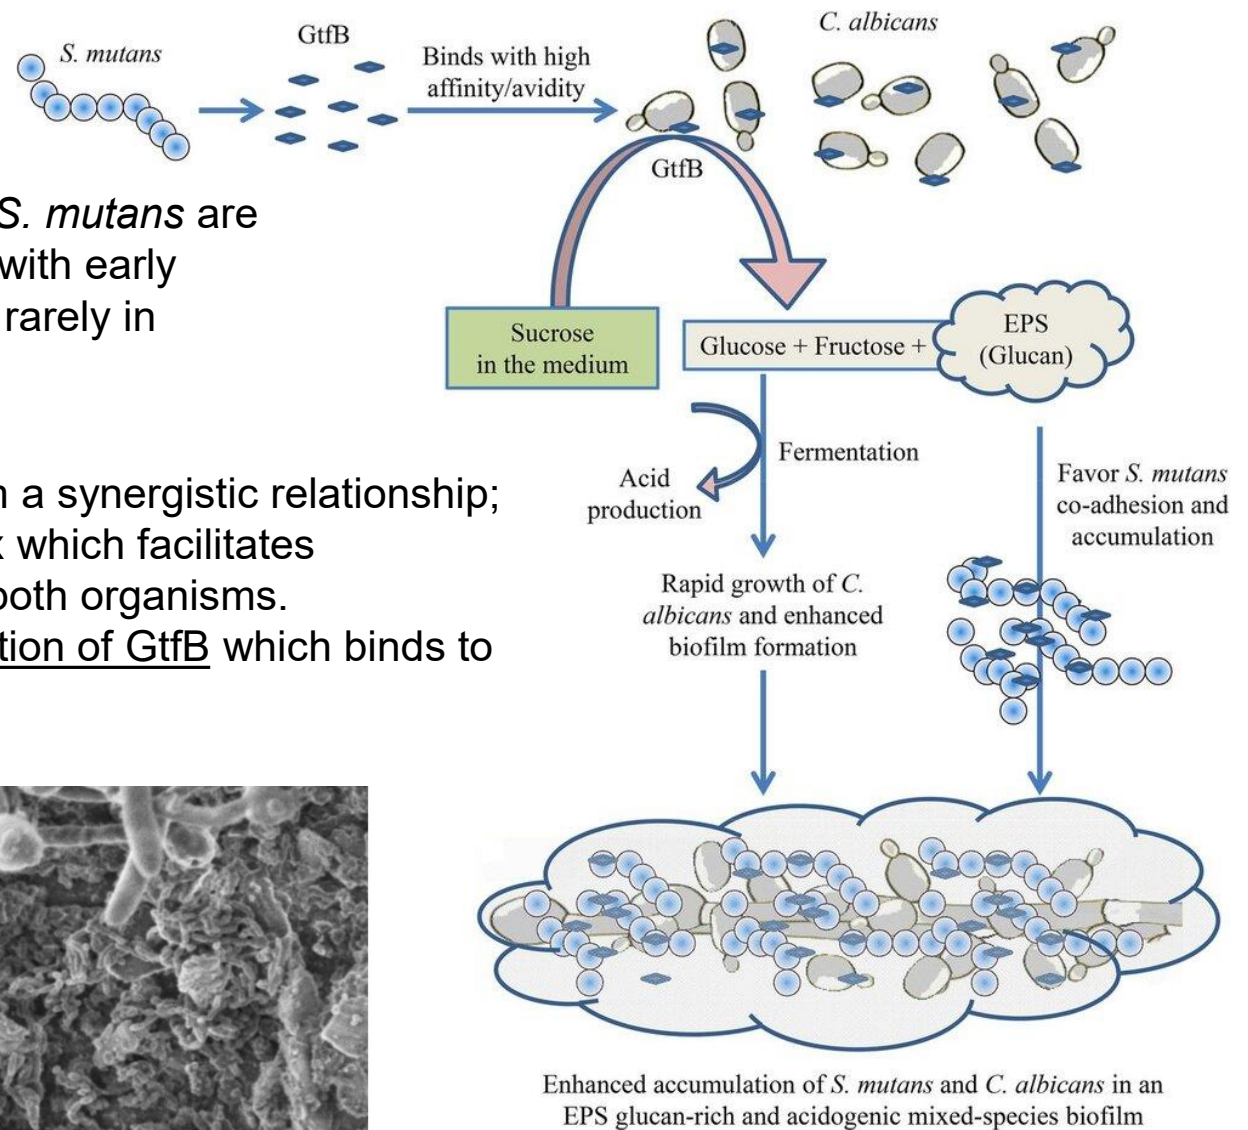 S. mutans
GtfB
Binds with high
affinity/avidity
C. albicans
GtfB
S. mutans are
with early
rarely in
a synergistic relationship;
which facilitates
both organisms.
tion of GtfB which binds to
Sucrose
in the medium
Glucose + Fructose +
EPS
(Glucan)
Fermentation
Acid
production
Favor S. mutans
co-adhesion and
accumulation
Rapid growth of C.
albicans and enhanced
biofilm formation
Enhanced accumulation of S. mutans and C. albicans in an
EPS glucan-rich and acidogenic mixed-species biofilm